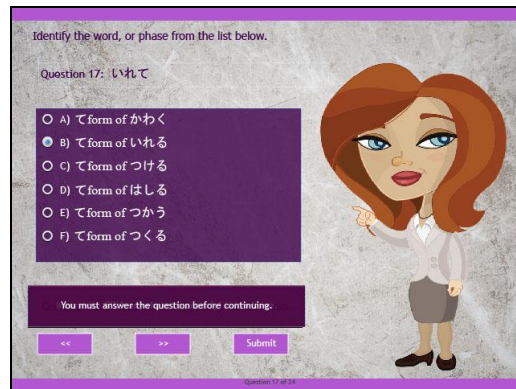 Identify the word, or phase from the list below.
Question 17: いれて
A) てform of かわく
B) てform of いれる
C) てform of つける
D) てform of はしる
E) てform of つかう
F) てform of つくる
You must answer the question before continuing.
<<
>>
Submit
Question 17 of 24